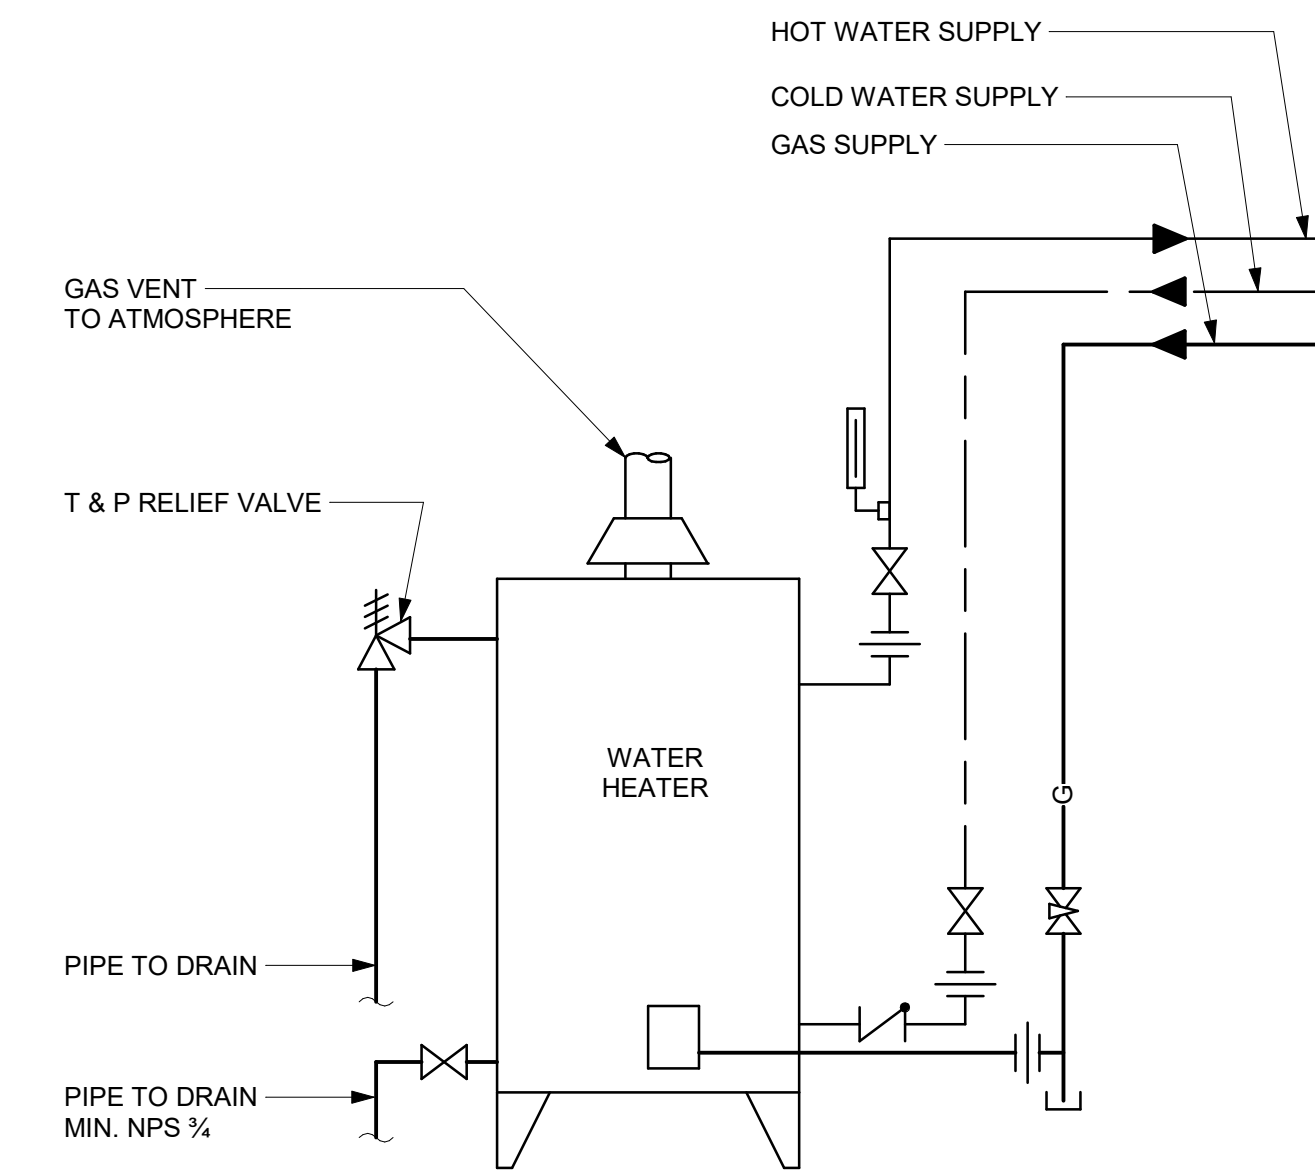 HOT WATER SUPPLY
COLD WATER SUPPLY
GAS SUPPLY
GAS VENT
TO ATMOSPHERE
T & P RELIEF VALVE
WATER
HEATER
G
PIPE TO DRAIN
PIPE TO DRAIN
MIN. NPS ¾